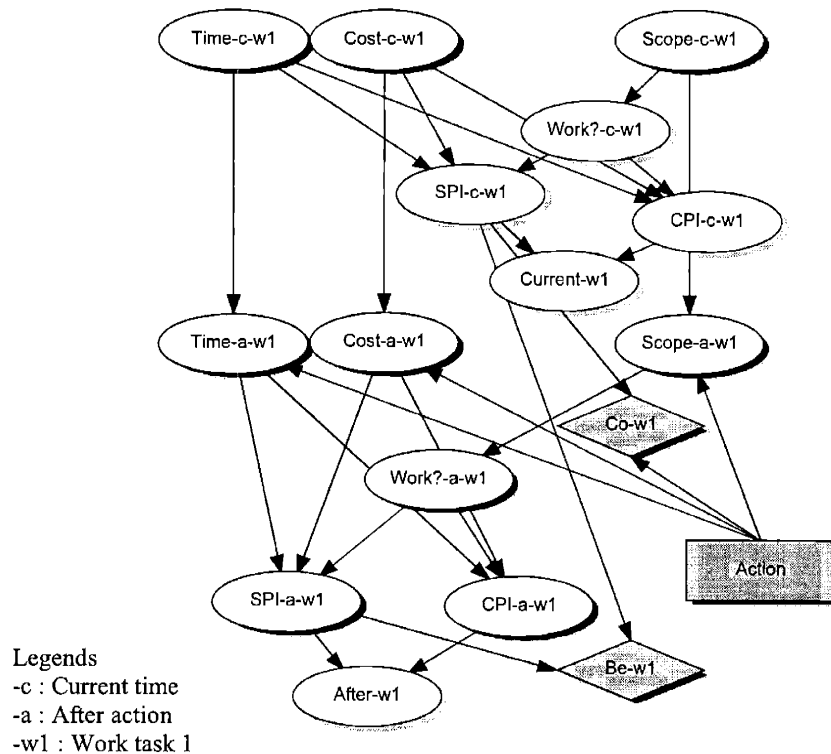 Time-c-w1
Cost-c-w1
Scope-c-w1
Work?-c-w1
SPI-c-w1
CPI-c-w1
Current-w1
Time-a-w1
Cost-a-w1
Scope-a-w1
Co-w1
Work?-a-w1
Action
SPI-a-w1
CPI-a-w1
Be-w1
After-w1
Legends
-c : Current time
-a : After action
-w1 : Work task 1